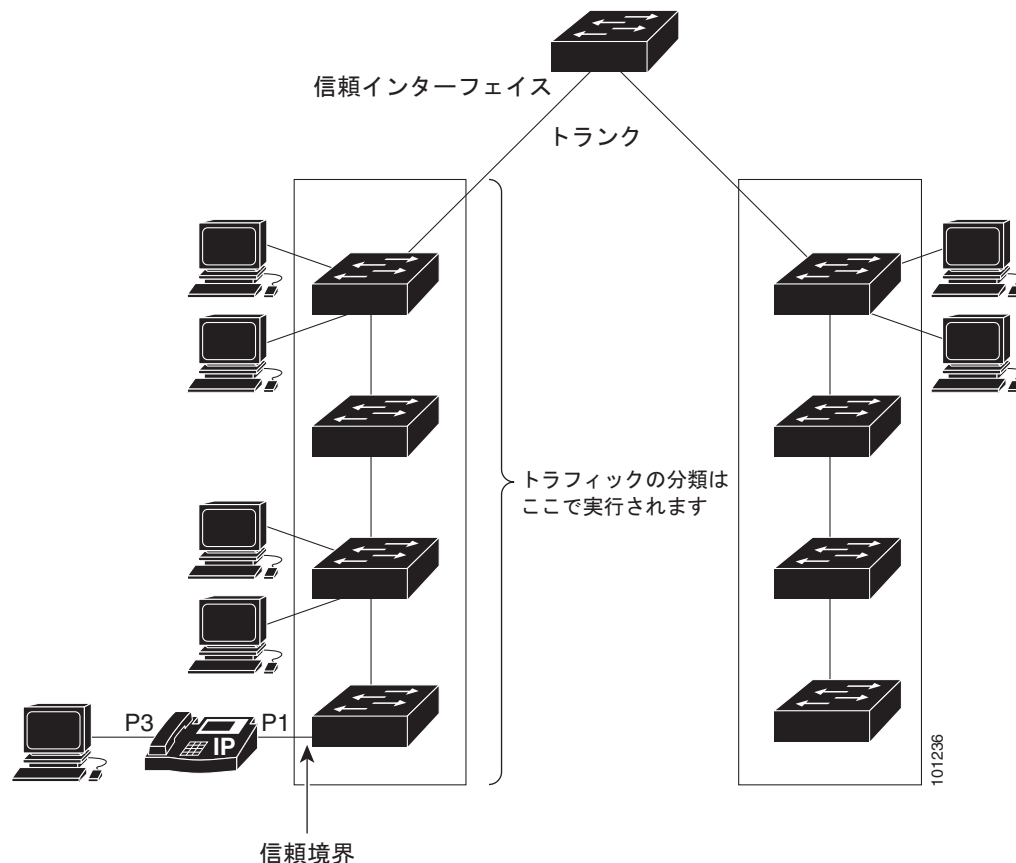 信頼インターフェイス
トランク
トラフィックの分類は
ここで実行されます
P3
IP
P1
101236
信頼境界